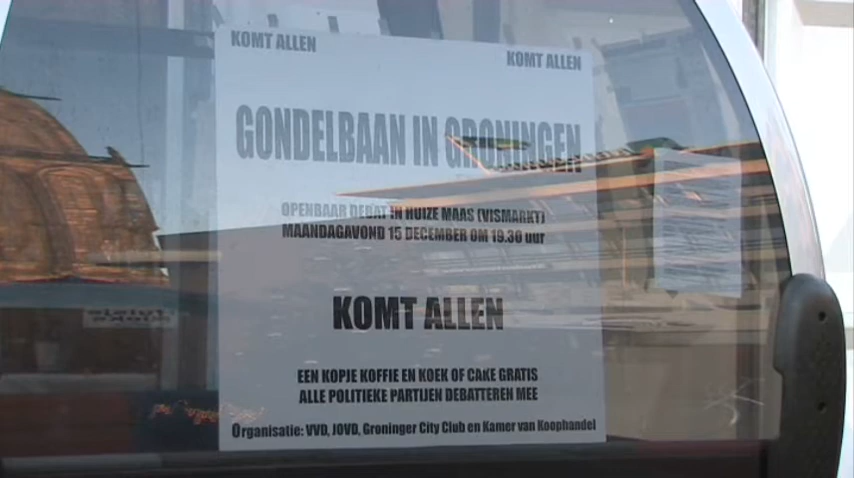 KOMT ALLEN
KOMT ALLEN
GONDELBAAN IN GRONINGEN
OPENBAAR DEBAT IN HUIZE MAAS (VISMARKT)
MAANDAGAVOND 15 DECEMBER OM 19.30 uur
KOMT ALLEN
EEN KOPJE KOFFIE EN KOEK OF CAKE GRATIS
ALLE POLITIEKE PARTIJEN DEBATTEREN MEE
Organisatie: VVD, JOVD, Groninger City Club en Kamer van Koophandel